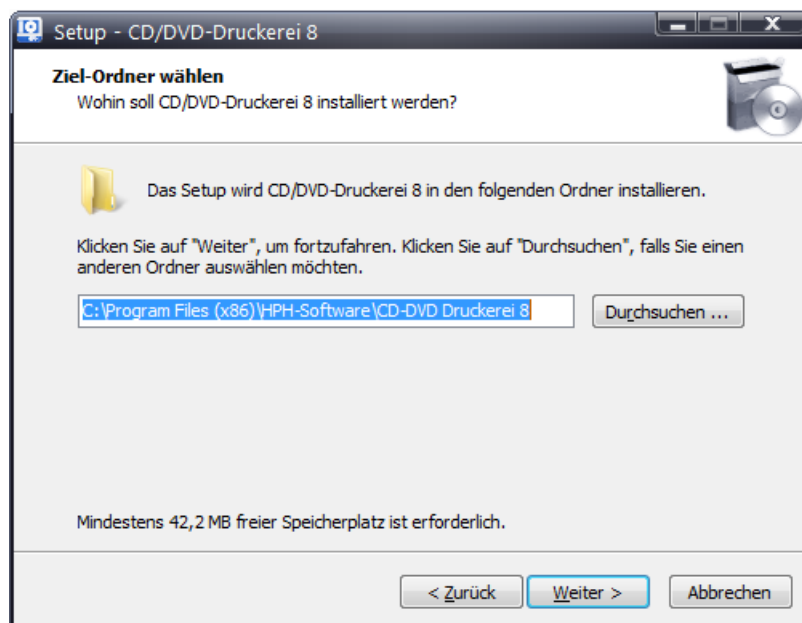 Setup - CD/DVD-Druckerei 8
Ziel-Ordner wählen
Wohin soll CD/DVD-Druckerei 8 installiert werden?
Das Setup wird CD/DVD-Druckerei 8 in den folgenden Ordner installieren.
Klicken Sie auf "Weiter", um fortzufahren. Klicken Sie auf "Durchsuchen", falls Sie einen
anderen Ordner auswählen möchten.
C:\Program Files (x86)\HPH-Software\CD-DVD Druckerei 8
Durchsuchen ...
Mindestens 42,2 MB freier Speicherplatz ist erforderlich.
< Zurück
Weiter >
Abbrechen